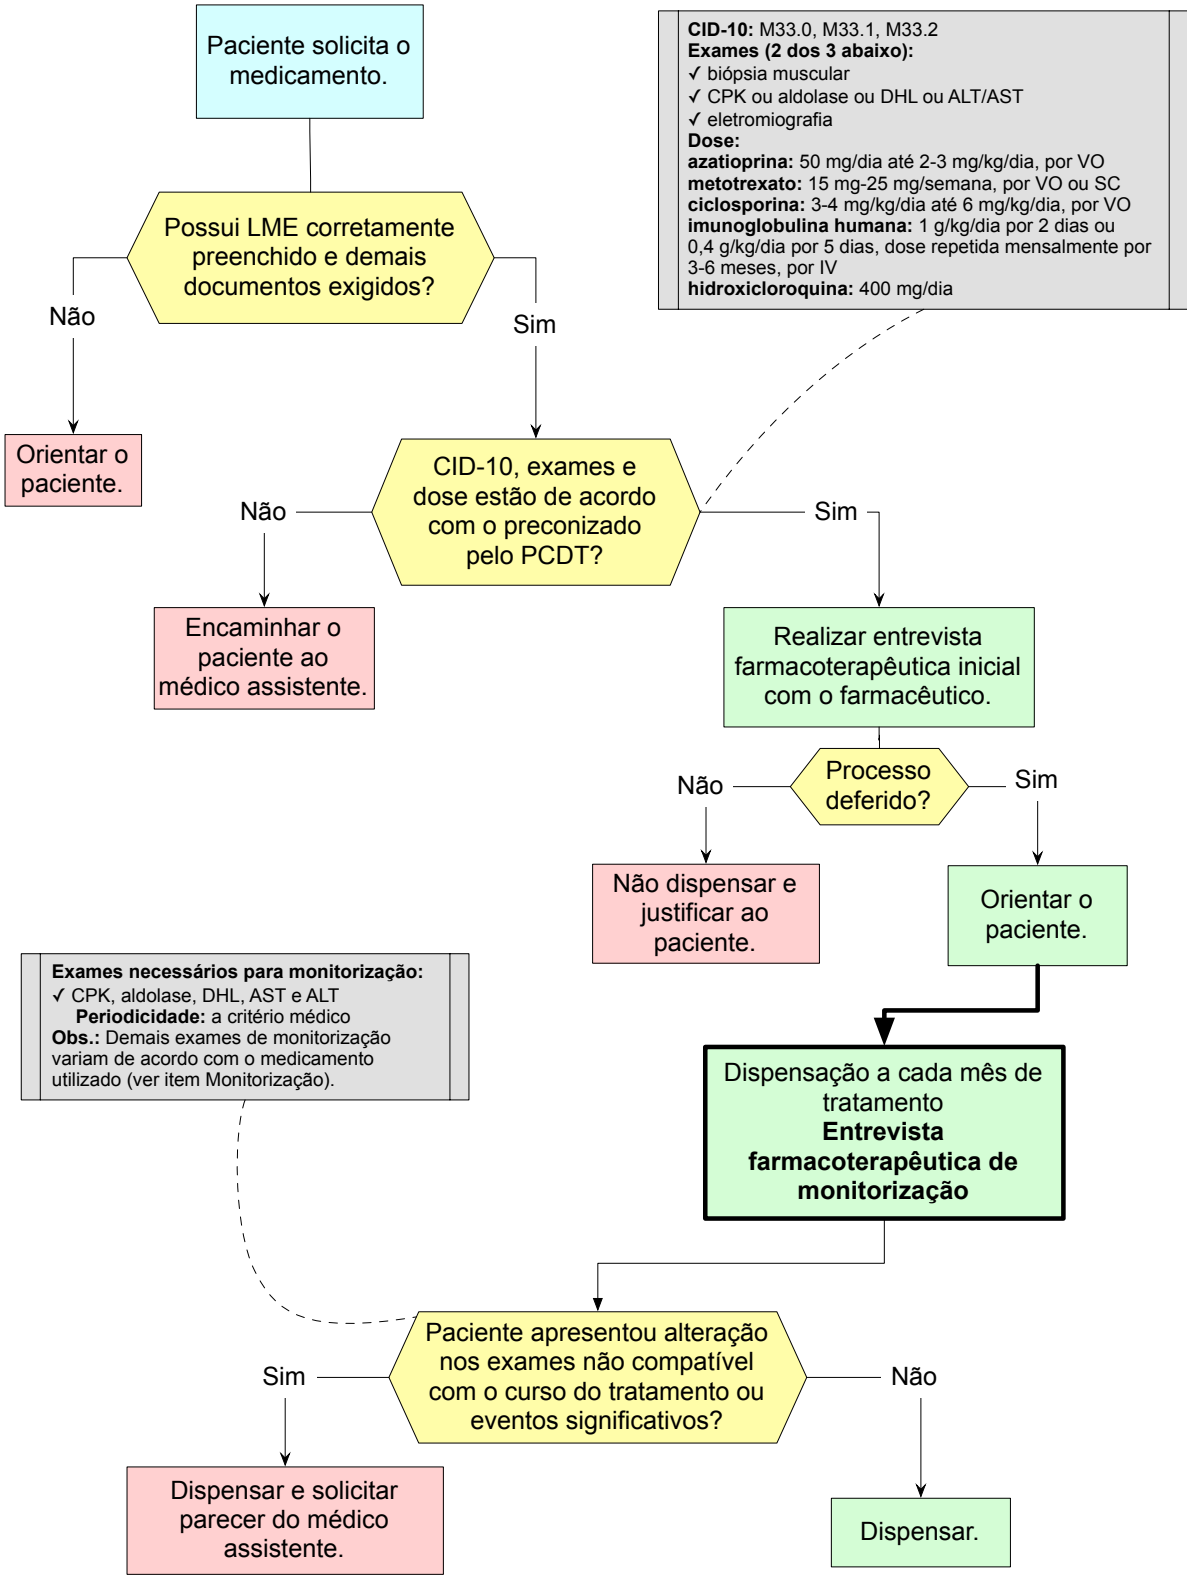 Paciente solicita o
medicamento.
CID-10: M33.0, M33.1, M33.2
Exames (2 dos 3 abaixo):
✓ biópsia muscular
✓ CPK ou aldolase ou DHL ou ALT/AST
✓ eletromiografia
Dose:
azatioprina: 50 mg/dia até 2-3 mg/kg/dia, por VO
metotrexato: 15 mg-25 mg/semana, por VO ou SC
ciclosporina: 3-4 mg/kg/dia até 6 mg/kg/dia, por VO
imunoglobulina humana: 1 g/kg/dia por 2 dias ou
0,4 g/kg/dia por 5 dias, dose repetida mensalmente por
3-6 meses, por IV
hidroxicloroquina: 400 mg/dia
Possui LME corretamente
preenchido e demais
documentos exigidos?
Não
Sim
Orientar o
paciente.
CID-10, exames e
dose estão de acordo
com o preconizado
pelo PCDT?
Não
Sim
Encaminhar o
paciente ao
médico assistente.
Realizar entrevista
farmacoterapêutica inicial
com o farmacêutico.
Processo
deferido?
Não
Sim
Não dispensar e
justificar ao
paciente.
Orientar o
paciente.
Exames necessários para monitorização:
✓ CPK, aldolase, DHL, AST e ALT
Periodicidade: a critério médico
Obs.: Demais exames de monitorização
variam de acordo com o medicamento
utilizado (ver item Monitorização).
Dispensação a cada mês de
tratamento
Entrevista
farmacoterapêutica de
monitorização
Paciente apresentou alteração
nos exames não compatível
com o curso do tratamento ou
eventos significativos?
Sim
Não
Dispensar e solicitar
parecer do médico
assistente.
Dispensar.